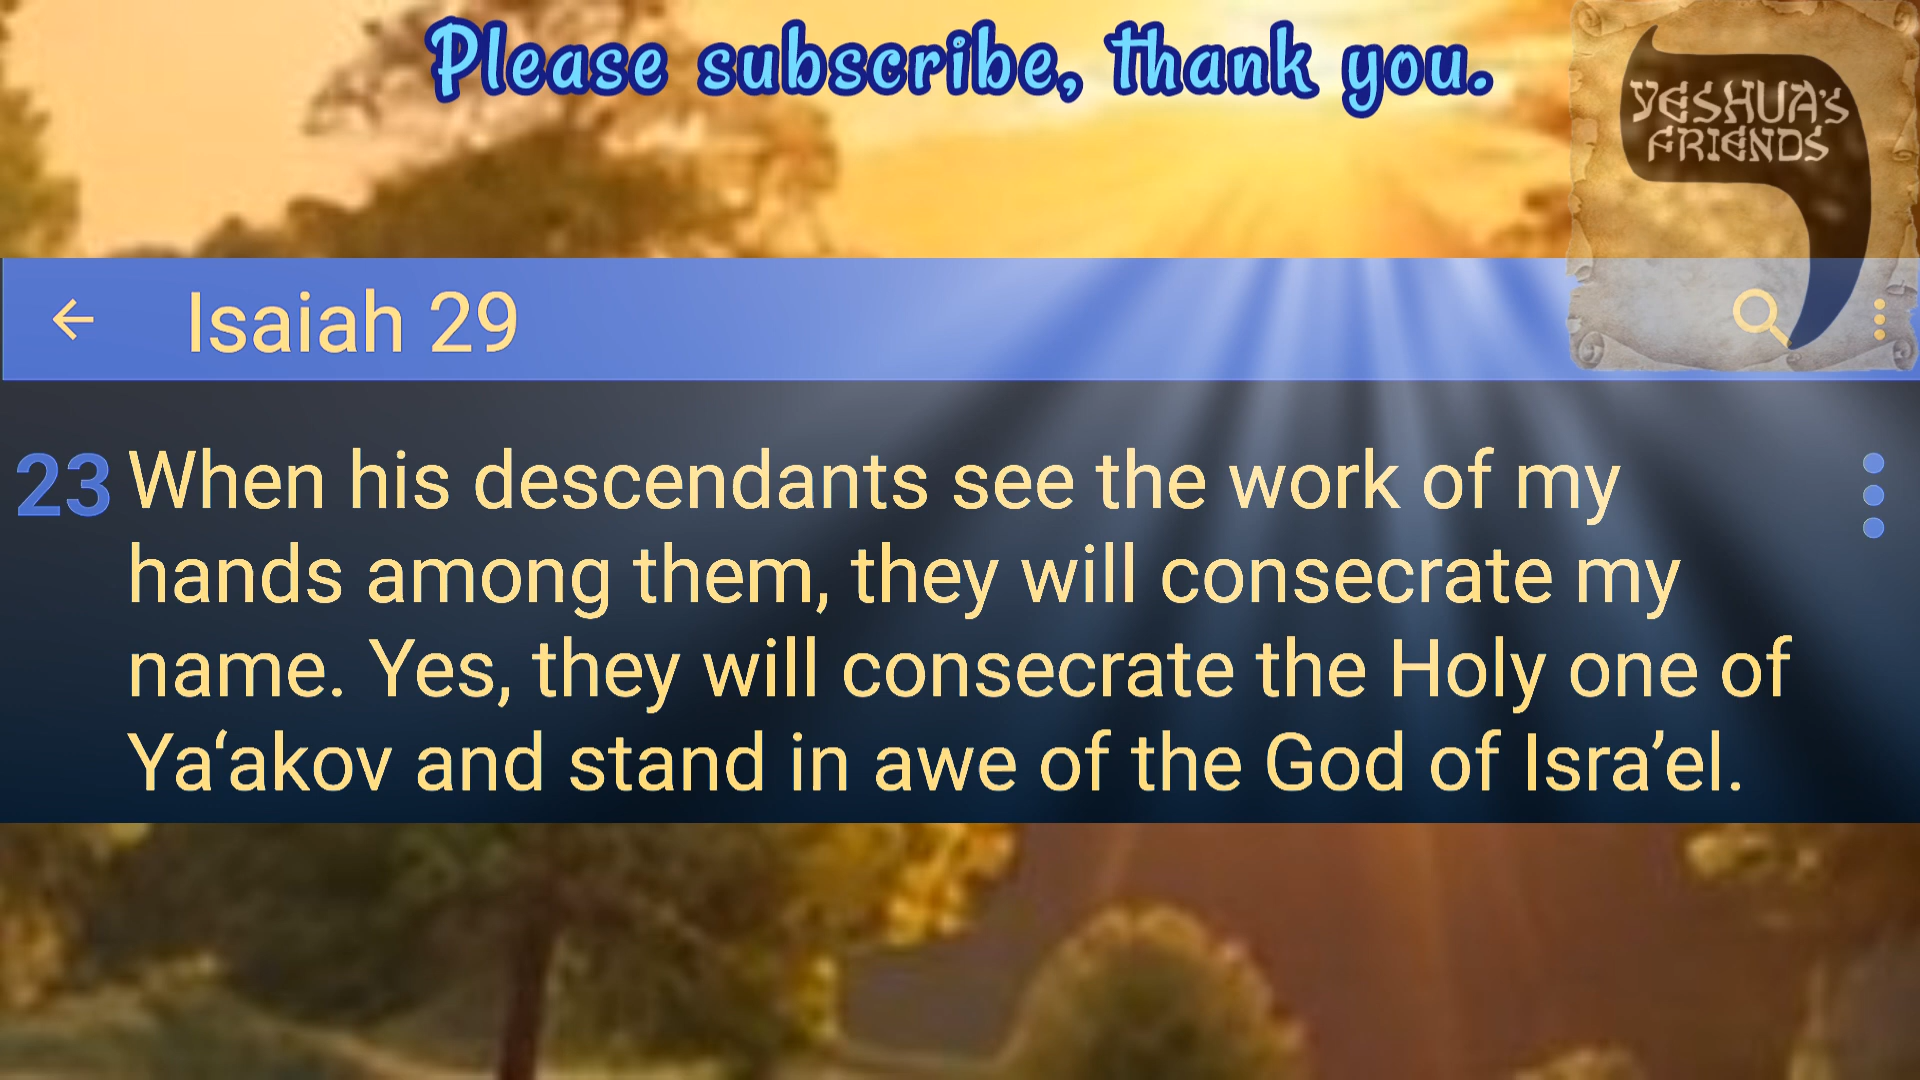 Please subscribe, thank you.
YESHUA'S
FRIENDS
Isaiah 29
23 When his descendants see the work of my
hands among them, they will consecrate my
name. Yes, they will consecrate the Holy one of
Ya‘akov and stand in awe of the God of Isra’el.